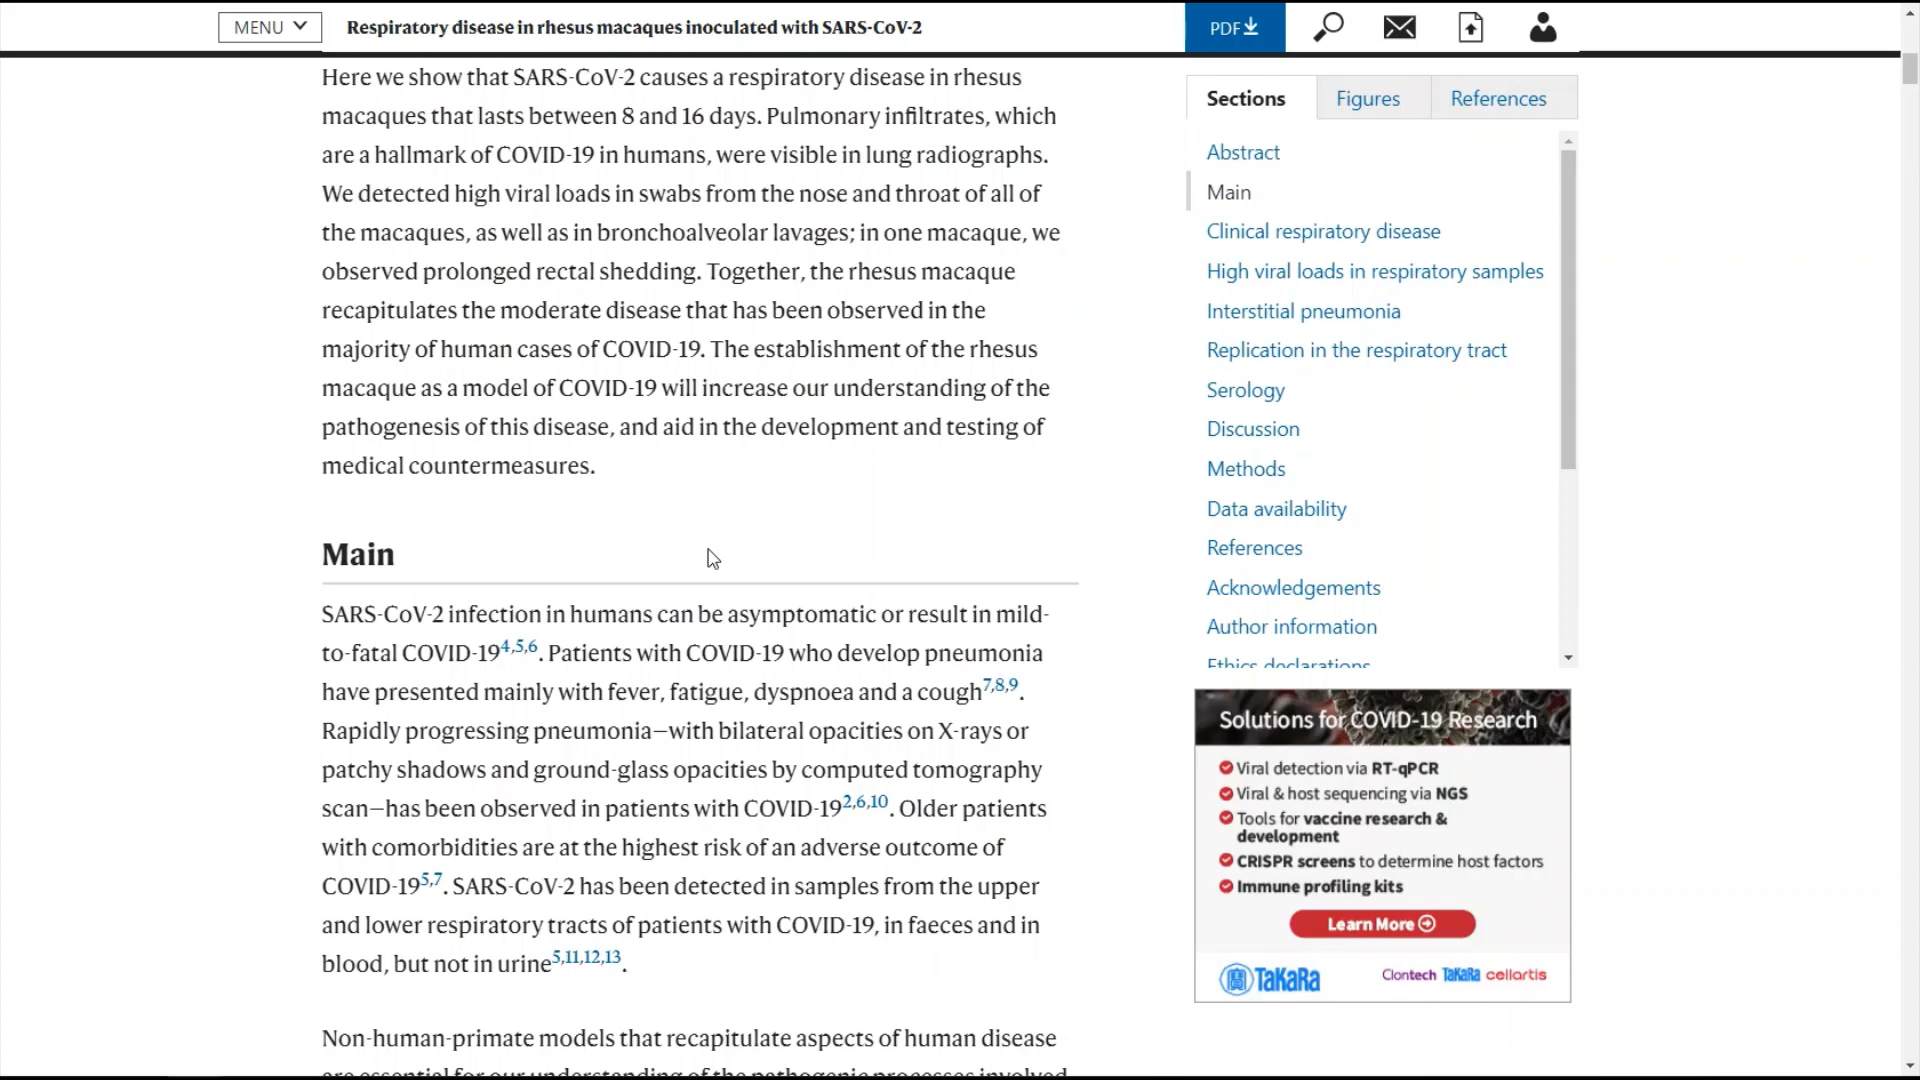 MENU
Respiratory disease in rhesus macaques inoculated with SARS-CoV-2
PDF
Here we show that SARS-CoV-2 causes a respiratory disease in rhesus
macaques that lasts between 8 and 16 days. Pulmonary infiltrates, which
are a hallmark of COVID-19 in humans, were visible in lung radiographs.
We detected high viral loads in swabs from the nose and throat of all of
the macaques, as well as in bronchoalveolar lavages; in one macaque, we
observed prolonged rectal shedding. Together, the rhesus macaque
recapitulates the moderate disease that has been observed in the
majority of human cases of COVID-19. The establishment of the rhesus
macaque as a model of COVID-19 will increase our understanding of the
pathogenesis of this disease, and aid in the development and testing of
medical countermeasures.
Main
SARS-CoV-2 infection in humans can be asymptomatic or result in mild-
to-fatal COVID-194,5,6. Patients with COVID-19 who develop pneumonia
have presented mainly with fever, fatigue, dyspnoea and a cough7,8,9.
Rapidly progressing pneumonia—with bilateral opacities on X-rays or
patchy shadows and ground-glass opacities by computed tomography
scan—has been observed in patients with COVID-192,6,10. Older patients
with comorbidities are at the highest risk of an adverse outcome of
COVID-195,7. SARS-CoV-2 has been detected in samples from the upper
and lower respiratory tracts of patients with COVID-19, in faeces and in
blood, but not in urine5,11,12,13.
Non-human-primate models that recapitulate aspects of human disease
are essential for our understanding of the pathogenic processes involved
Sections
Figures
References
Abstract
Main
Clinical respiratory disease
High viral loads in respiratory samples
Interstitial pneumonia
Replication in the respiratory tract
Serology
Discussion
Methods
Data availability
References
Acknowledgements
Author information
Ethics declarations
Solutions for COVID-19 Research
Viral detection via RT-qPCR
Viral & host sequencing via NGS
Tools for vaccine research &
development
CRISPR screens to determine host factors
Immune profiling kits
Learn More
TaKaRa
Clontech TaKaRa cellartis